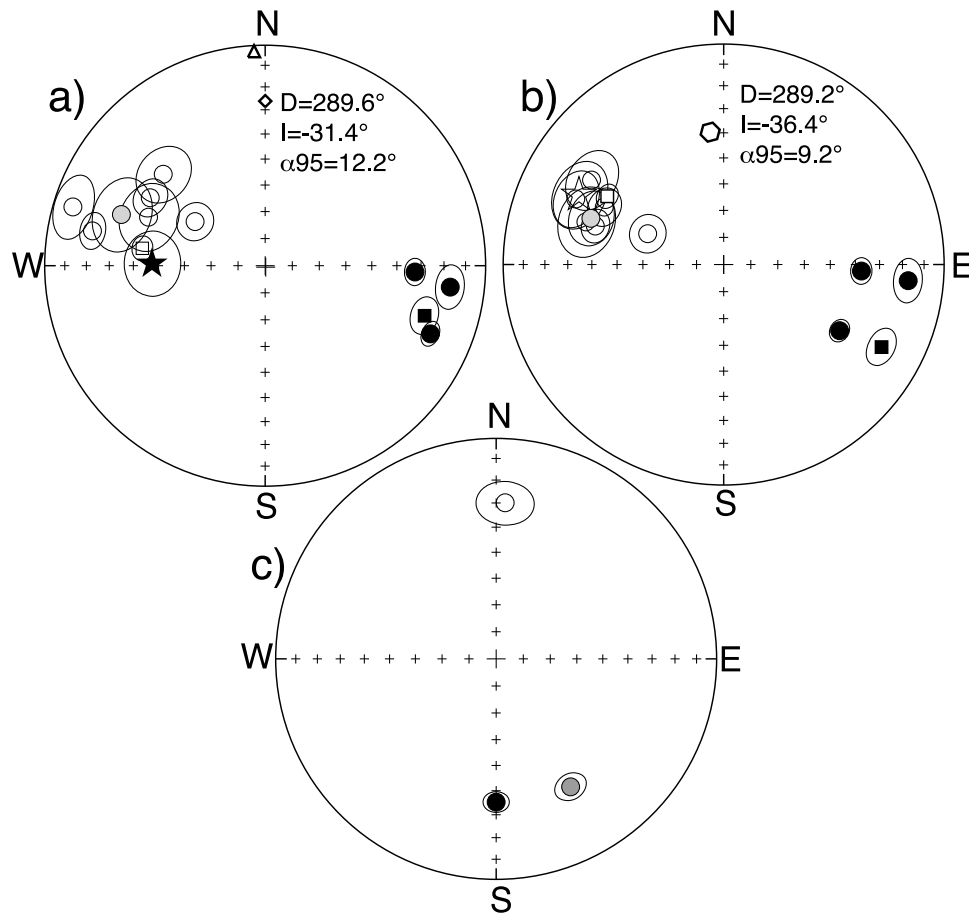 N
a)
D=289.6°
I=-31.4°
α95=12.2°
W
S
N
b)
D=289.2°
I=-36.4°
α95=9.2°
E
S
N
c)
W
E
S